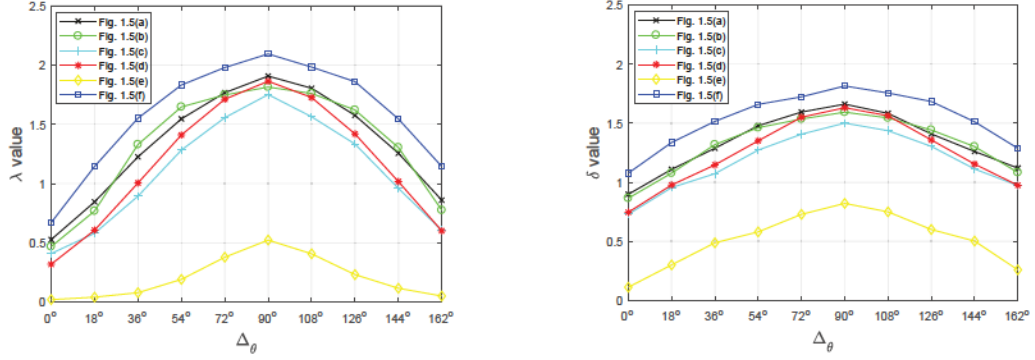 2.5
2
1.5
1
0.5
0
λ value
Fig. 1.5(a)
Fig. 1.5(b)
Fig. 1.5(c)
Fig. 1.5(d)
Fig. 1.5(e)
Fig. 1.5(f)
0° 18° 36° 54° 72° 90° 108° 126° 144° 162°
Δθ
2.5
2
1.5
1
0.5
0
δ value
Fig. 1.5(a)
Fig. 1.5(b)
Fig. 1.5(c)
Fig. 1.5(d)
Fig. 1.5(e)
Fig. 1.5(f)
0° 18° 36° 54° 72° 90° 108° 126° 144° 162°
Δθ